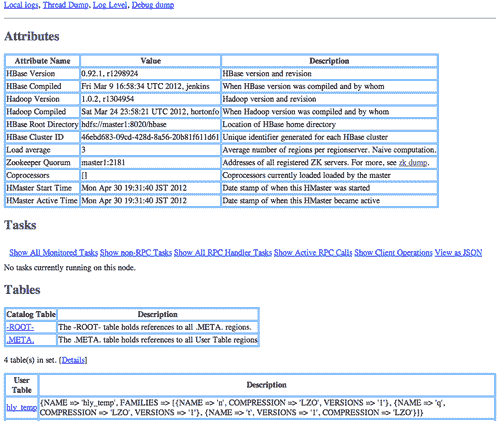 Local logs, Thread Dump, Log Level, Debug dump
Attributes
Attribute Name Value Description
HBase Version 0.92.1, r1298924 HBase version and revision
HBase Compiled Fri Mar 9 16:58:34 UTC 2012, jenkins When HBase version was compiled and by whom
Hadoop Version 1.0.2, r1304954 Hadoop version and revision
Hadoop Compiled Sat Mar 24 23:58:21 UTC 2012, hortonfo When Hadoop version was compiled and by whom
HBase Root Directory hdfs://master1:8020/hbase Location of HBase home directory
HBase Cluster ID 46ebd683-09cd-428d-8a56-20b81f611d61 Unique identifier generated for each HBase cluster
Load average 3 Average number of regions per regionserver. Naive computation.
Zookeeper Quorum master1:2181 Addresses of all registered ZK servers. For more, see zk dump.
Coprocessors [] Coprocessors currently loaded loaded by the master
HMaster Start Time Mon Apr 30 19:31:40 JST 2012 Date stamp of when this HMaster was started
HMaster Active Time Mon Apr 30 19:31:40 JST 2012 Date stamp of when this HMaster became active
Tasks
Show All Monitored Tasks Show non-RPC Tasks Show All RPC Handler Tasks Show Active RPC Calls Show Client Operations View as JSON
No tasks currently running on this node.
Tables
Catalog Table Description
-ROOT- The -ROOT- table holds references to all .META. regions.
.META. The .META. table holds references to all User Table regions
4 table(s) in set. [Details]
User
Table Description
hly_temp {NAME => 'hly_temp', FAMILIES => [{NAME => 'n', COMPRESSION => 'LZO', VERSIONS => '1'}, {NAME => 'q',
COMPRESSION => 'LZO', VERSIONS => '1'}, {NAME => 't', VERSIONS => '1', COMPRESSION => 'LZO'}]}